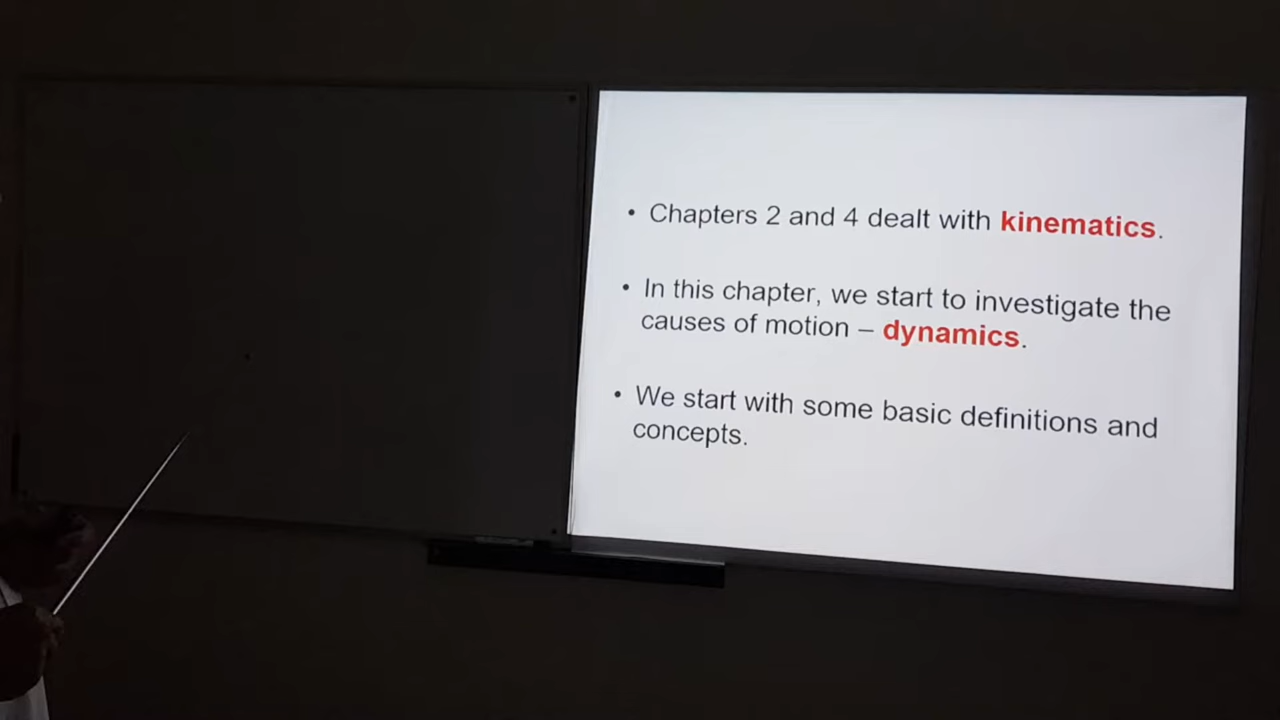 • Chapters 2 and 4 dealt with kinematics.
• In this chapter, we start to investigate the
causes of motion – dynamics.
• We start with some basic definitions and
concepts.